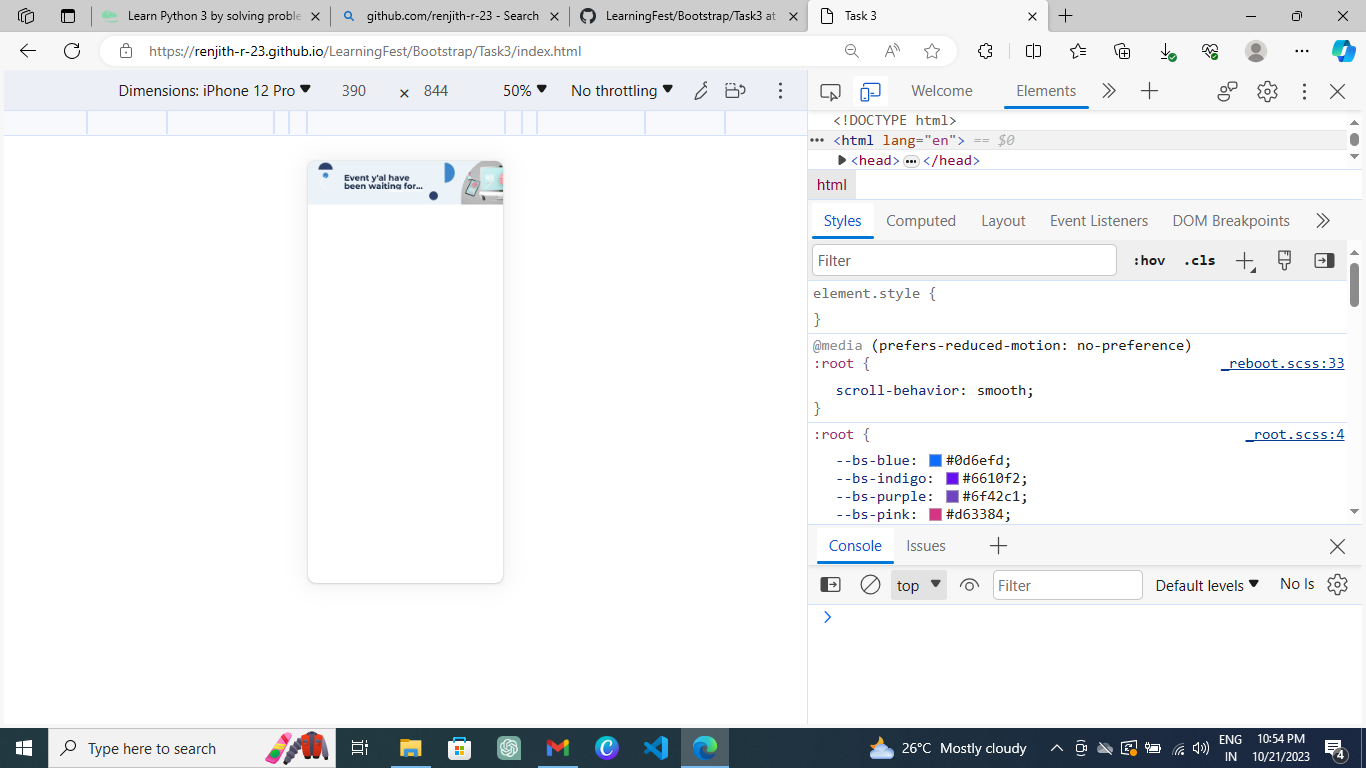 Learn Python 3 by solving proble
github.com/renjith-r-23 - Search
LearningFest/Bootstrap/Task3 at
Task 3
https://renjith-r-23.github.io/LearningFest/Bootstrap/Task3/index.html
Dimensions: iPhone 12 Pro 390 × 844 50% No throttling
Welcome Elements
<!DOCTYPE html>
<html lang="en"> == $0
<head> ••• </head>
html
Styles Computed Layout Event Listeners DOM Breakpoints
Filter :hov .cls
element.style {
}
@media (prefers-reduced-motion: no-preference)
:root { _reboot.scss:33
scroll-behavior: smooth;
}
:root { _root.scss:4
--bs-blue: #0d6efd;
--bs-indigo: #6610f2;
--bs-purple: #6f42c1;
--bs-pink: #d63384;
Console Issues
top Filter Default levels No Is
Event y'al have
been waiting for...
Type here to search
26°C Mostly cloudy
ENG
IN
10:54 PM
10/21/2023
4